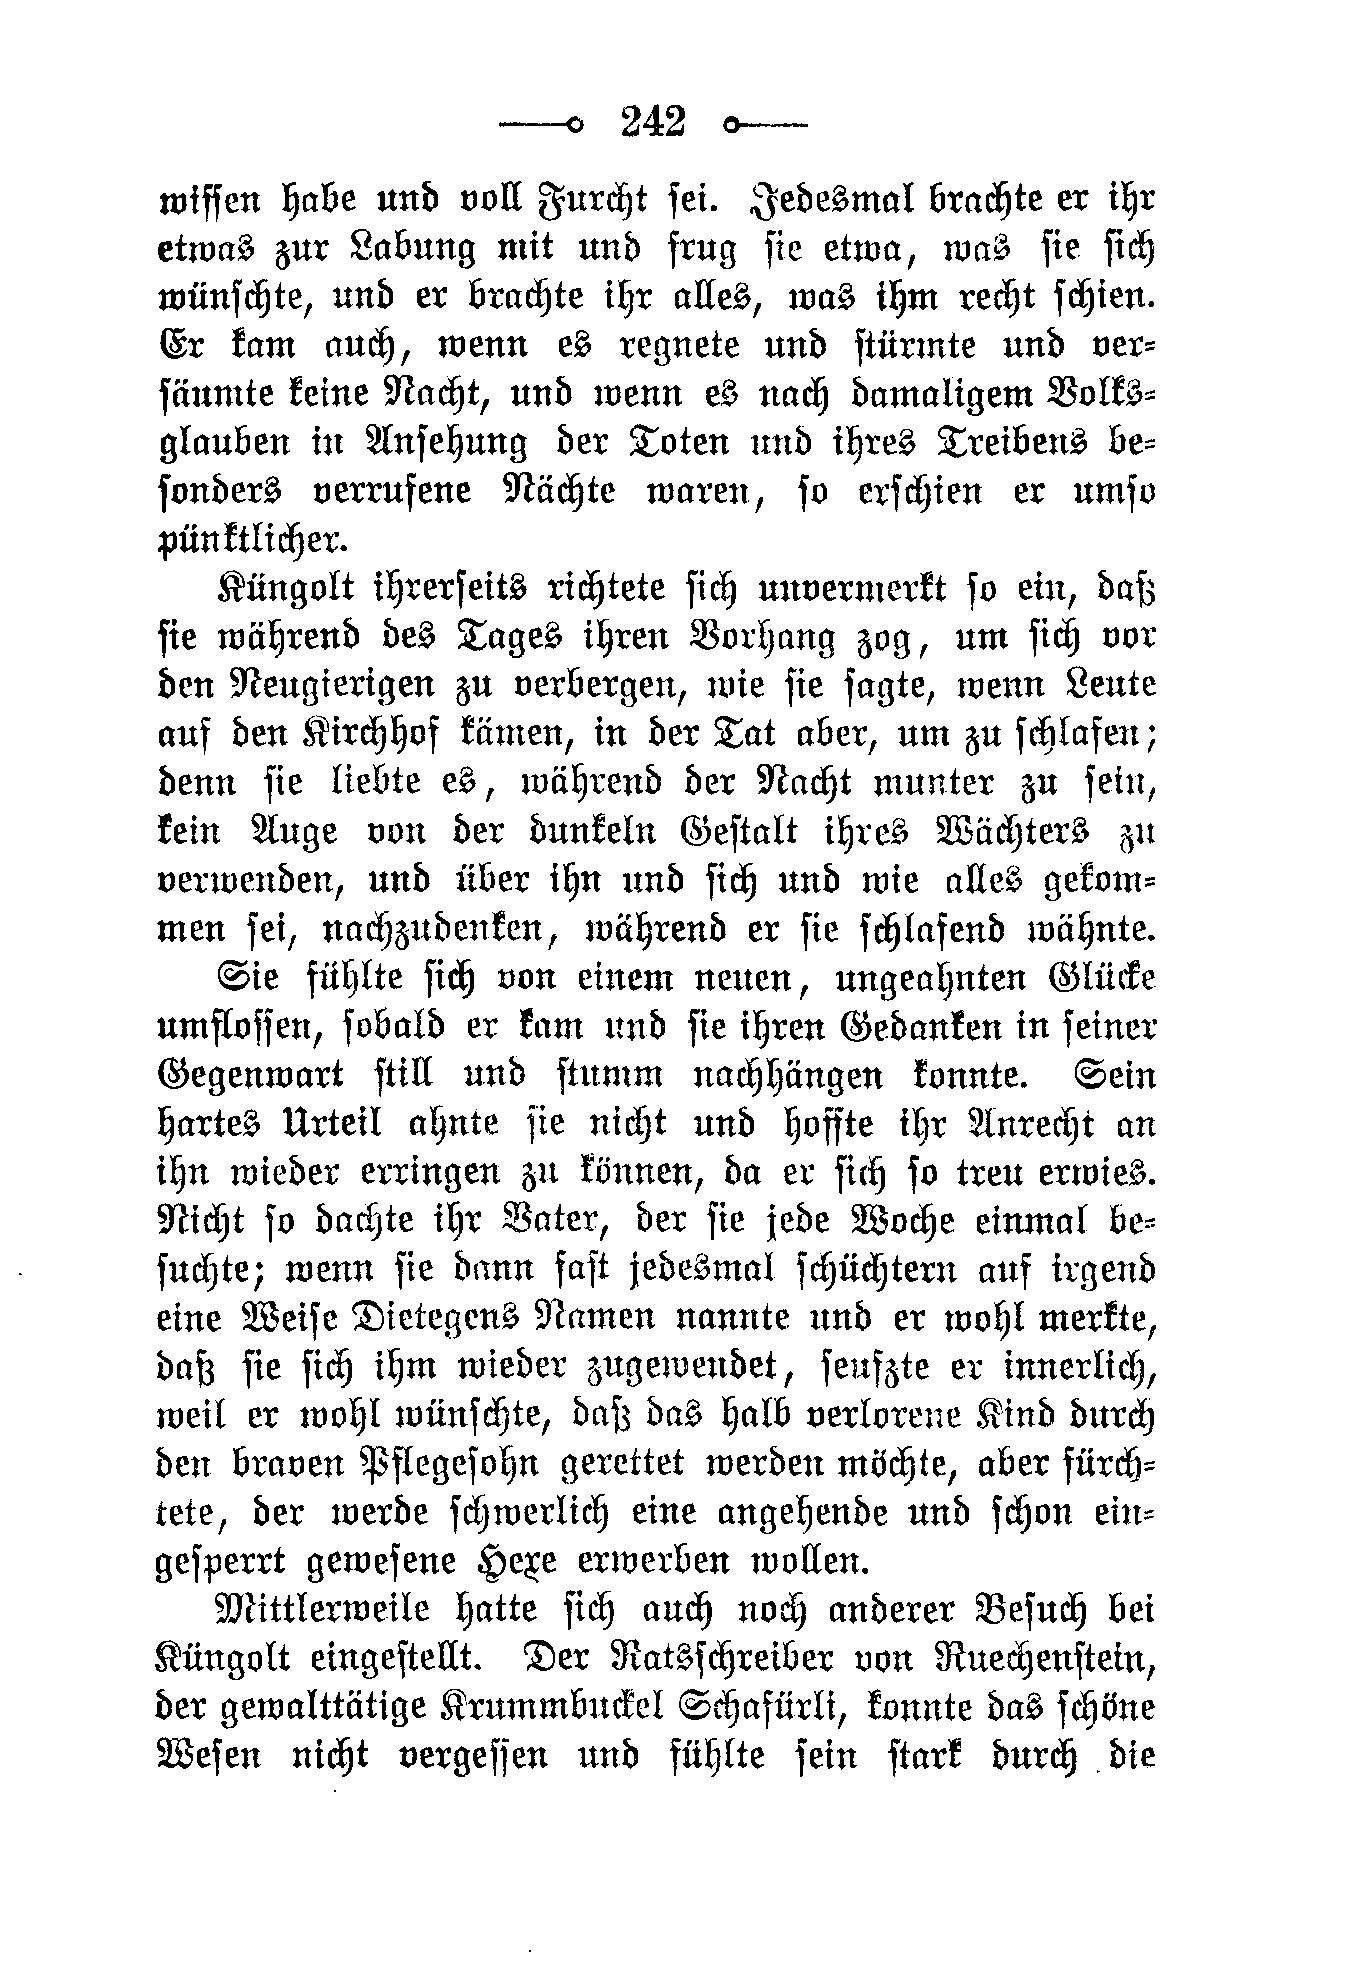 242
wissen habe und voll Furcht sei. Jedesmal brachte er ihr
etwas zur Labung mit und frug sie etwa, was sie sich
wünschte, und er brachte ihr alles, was ihm recht schien.
Er kam auch, wenn es regnete und stürmte und ver-
säumte keine Nacht, und wenn es nach damaligem Volks-
glauben in Ansehung der Toten und ihres Treibens be-
sonders verrufene Nächte waren, so erschien er umso
pünktlicher.
Küngolt ihrerseits richtete sich unvermerkt so ein, daß
sie während des Tages ihren Vorhang zog, um sich vor
den Neugierigen zu verbergen, wie sie sagte, wenn Leute
auf den Kirchhof kämen, in der Tat aber, um zu schlafen;
denn sie liebte es, während der Nacht munter zu sein,
kein Auge von der dunkeln Gestalt ihres Wächters zu
verwenden, und über ihn und sich und wie alles gekom-
men sei, nachzudenken, während er sie schlafend wähnte.
Sie fühlte sich von einem neuen, ungeahnten Glücke
umflossen, sobald er kam und sie ihren Gedanken in seiner
Gegenwart still und stumm nachhängen konnte. Sein
hartes Urteil ahnte sie nicht und hoffte ihr Anrecht an
ihn wieder erringen zu können, da er sich so treu erwies.
Nicht so dachte ihr Vater, der sie jede Woche einmal be-
suchte; wenn sie dann fast jedesmal schüchtern auf irgend
eine Weise Dietegens Namen nannte und er wohl merkte,
daß sie sich ihm wieder zugewendet, seufzte er innerlich,
weil er wohl wünschte, daß das halb verlorene Kind durch
den braven Pflegesohn gerettet werden möchte, aber fürch-
tete, der werde schwerlich eine angehende und schon ein-
gesperrt gewesene Hexe erwerben wollen.
Mittlerweile hatte sich auch noch anderer Besuch bei
Küngolt eingestellt. Der Ratsschreiber von Ruechenstein,
der gewalttätige Krummbuckel Schafürli, konnte das schöne
Wesen nicht vergessen und fühlte sein stark durch die